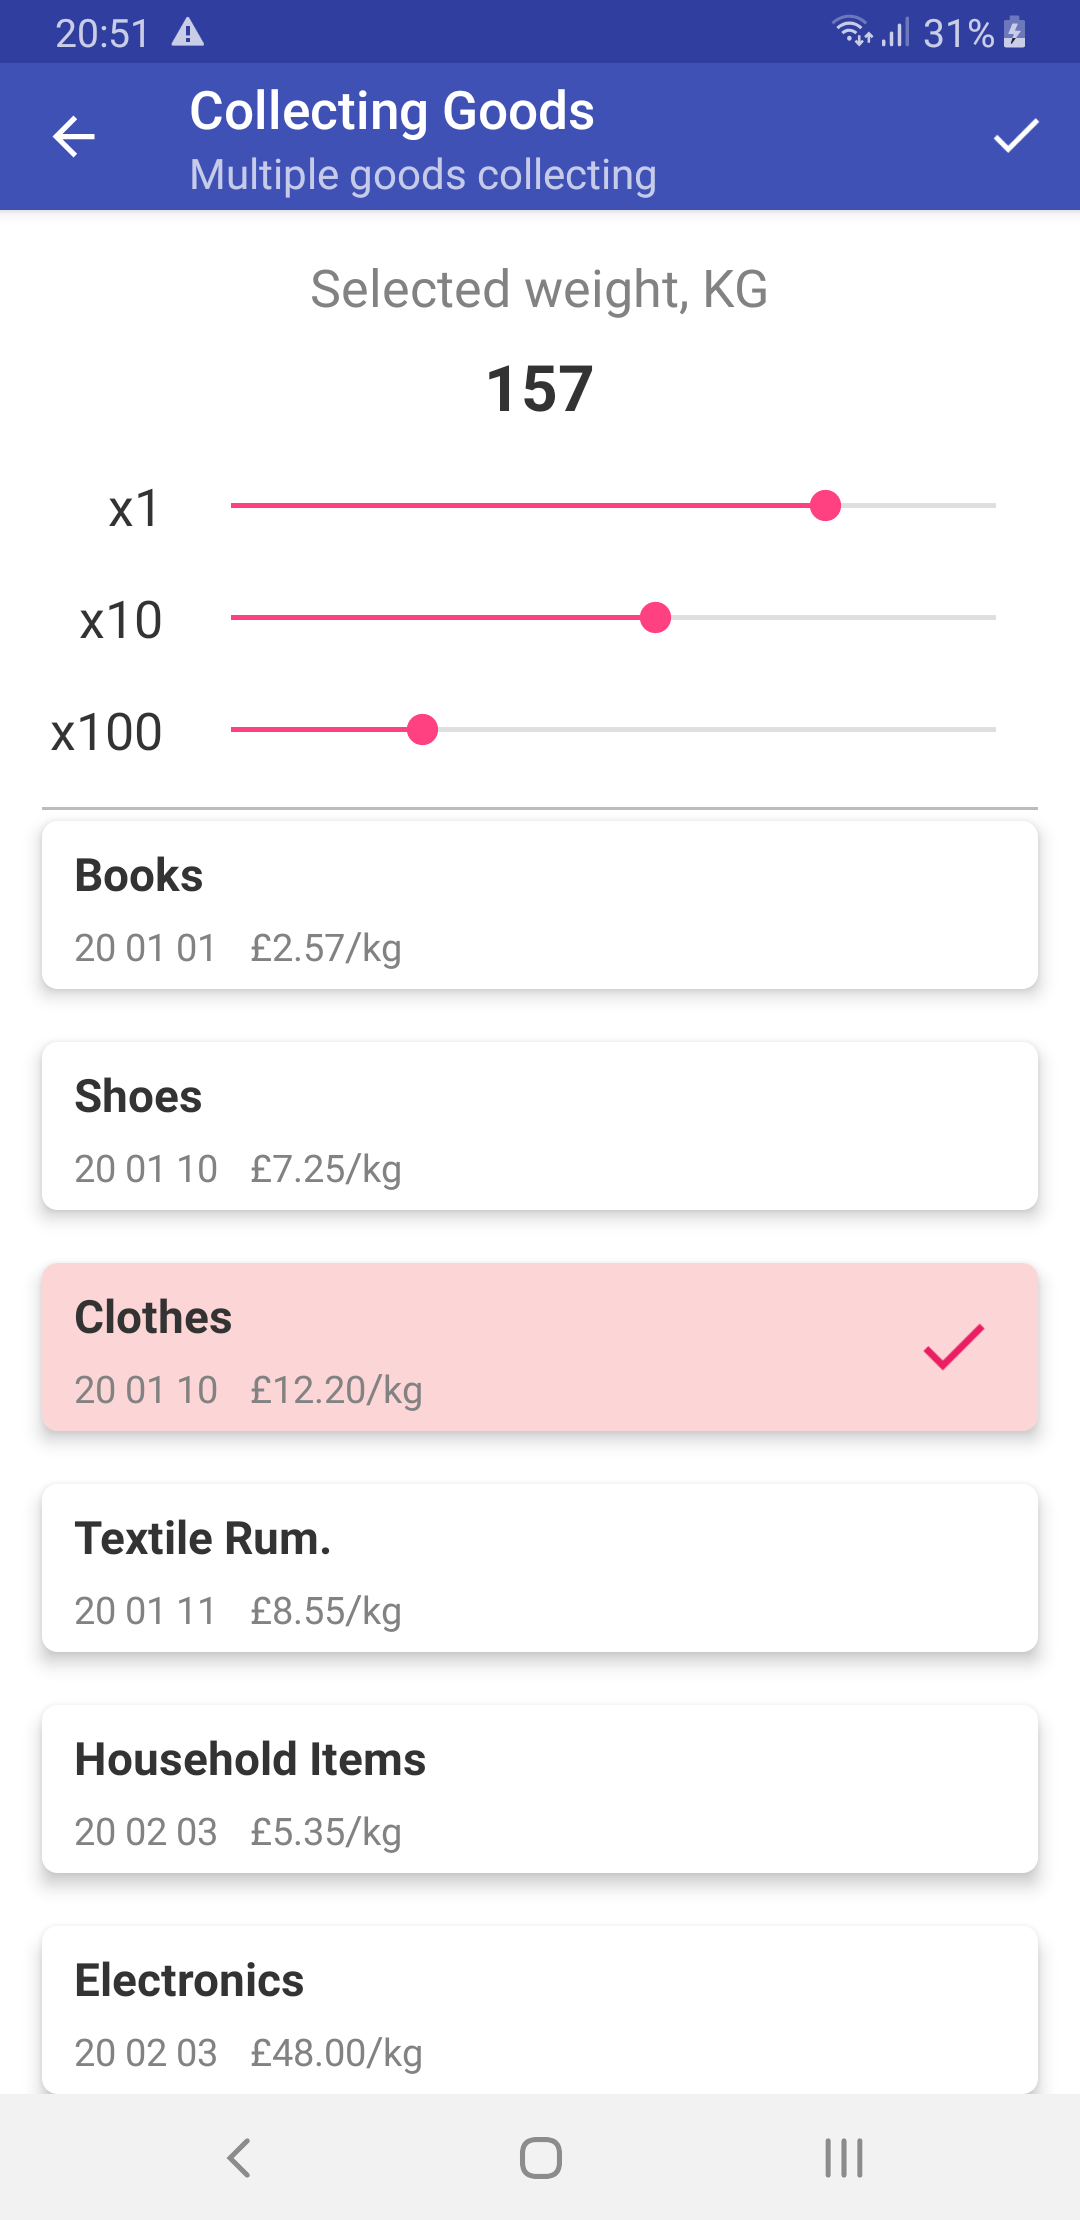 20:51
31%
Collecting Goods
Multiple goods collecting
Selected weight, KG
157
x1
x10
x100
Books
20 01 01 £2.57/kg
Shoes
20 01 10 £7.25/kg
Clothes
20 01 10 £12.20/kg
Textile Rum.
20 01 11 £8.55/kg
Household Items
20 02 03 £5.35/kg
Electronics
20 02 03 £48.00/kg